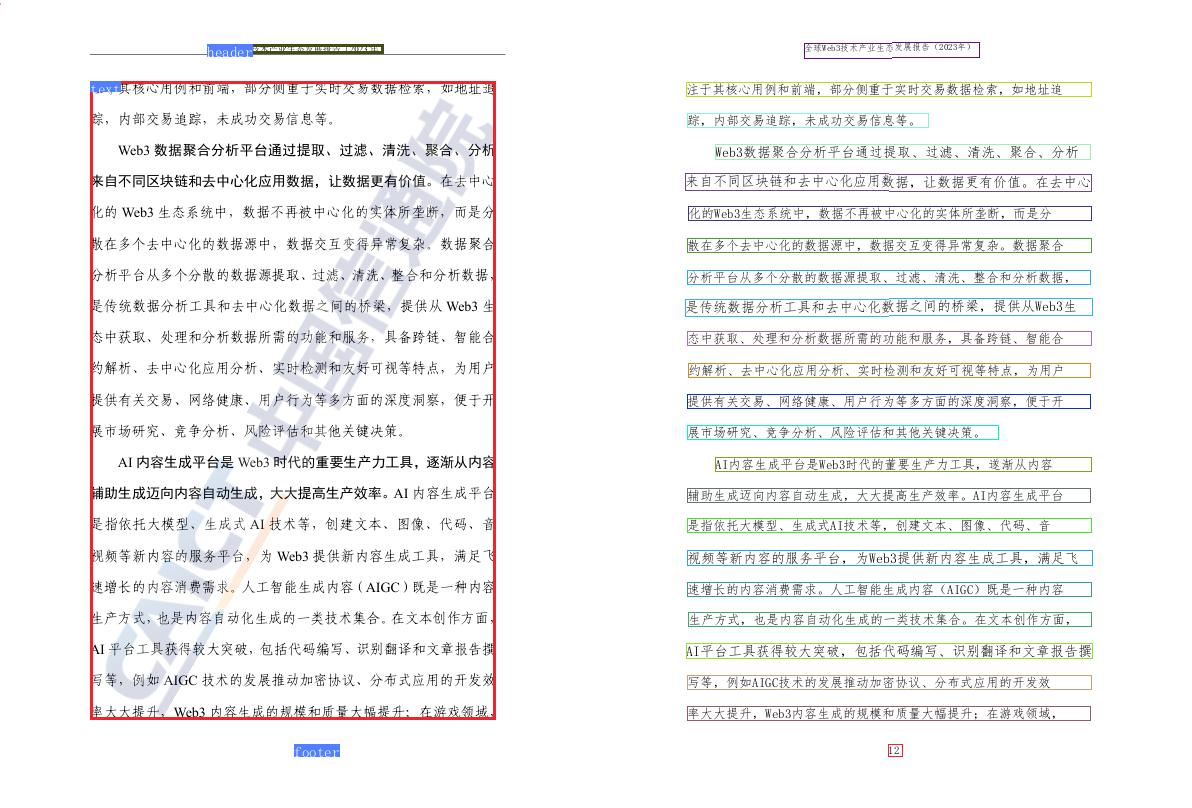 header
text其核心用例和前端，部分侧重于实时交易数据检索，如地址追
踪，内部交易追踪，未成功交易信息等。
Web3 数据聚合分析平台通过提取、过滤、清洗、聚合、分析
来自不同区块链和去中心化应用数据，让数据更有价值。在去中心
化的 Web3 生态系统中，数据不再被中心化的实体所垄断，而是分
散在多个去中心化的数据源中，数据交互变得异常复杂。数据聚合
分析平台从多个分散的数据源提取、过滤、清洗、整合和分析数据，
是传统数据分析工具和去中心化数据之间的桥梁，提供从 Web3 生
态中获取、处理和分析数据所需的功能和服务，具备跨链、智能合
约解析、去中心化应用分析、实时检测和友好可视等特点，为用户
提供有关交易、网络健康、用户行为等多方面的深度洞察，便于开
展市场研究、竞争分析、风险评估和其他关键决策。
AI 内容生成平台是 Web3 时代的重要生产力工具，逐渐从内容
辅助生成迈向内容自动生成，大大提高生产效率。AI 内容生成平台
是指依托大模型、生成式 AI 技术等，创建文本、图像、代码、音
视频等新内容的服务平台，为 Web3 提供新内容生成工具，满足飞
速增长的内容消费需求。人工智能生成内容（AIGC）既是一种内容
生产方式，也是内容自动化生成的一类技术集合。在文本创作方面，
AI 平台工具获得较大突破，包括代码编写、识别翻译和文章报告撰
写等，例如 AIGC 技术的发展推动加密协议、分布式应用的开发效
率大大提升，Web3 内容生成的规模和质量大幅提升；在游戏领域，
footer
CAICT 中国信通院
全球Web3技术产业生态发展报告（2023年）
注于其核心用例和前端，部分侧重于实时交易数据检索，如地址追
踪，内部交易追踪，未成功交易信息等。
Web3数据聚合分析平台通过提取、过滤、清洗、聚合、分析
来自不同区块链和去中心化应用数据，让数据更有价值。在去中心
化的Web3生态系统中，数据不再被中心化的实体所垄断，而是分
散在多个去中心化的数据源中，数据交互变得异常复杂。数据聚合
分析平台从多个分散的数据源提取、过滤、清洗、整合和分析数据，
是传统数据分析工具和去中心化数据之间的桥梁，提供从Web3生
态中获取、处理和分析数据所需的功能和服务，具备跨链、智能合
约解析、去中心化应用分析、实时检测和友好可视等特点，为用户
提供有关交易、网络健康、用户行为等多方面的深度洞察，便于开
展市场研究、竞争分析、风险评估和其他关键决策。
AI内容生成平台是Web3时代的董要生产力工具，遂渐从内容
辅助生成迈向内容自动生成，大大提高生产效率。AI内容生成平台
是指依托大模型、生成式AI技术等，创建文本、图像、代码、音
视频等新内容的服务平台，为Web3提供新内容生成工具，满足飞
速增长的内容消费需求。人工智能生成内容（AIGC）既是一种内容
生产方式，也是内容自动化生成的一类技术集合。在文本创作方面，
AI平台工具获得较大突破，包括代码编写、识别翻译和文章报告撰
写等，例如AIGC技术的发展推动加密协议、分布式应用的开发效
率大大提升，Web3内容生成的规模和质量大幅提升；在游戏领域，
12